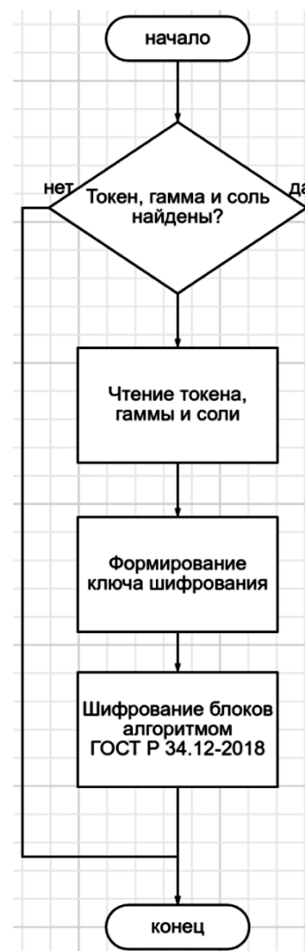 начало
нет
да
Токен, гамма и соль
найдены?
Чтение токена,
гаммы и соли
Формирование
ключа шифрования
Шифрование блоков
алгоритмом
ГОСТ Р 34.12-2018
конец